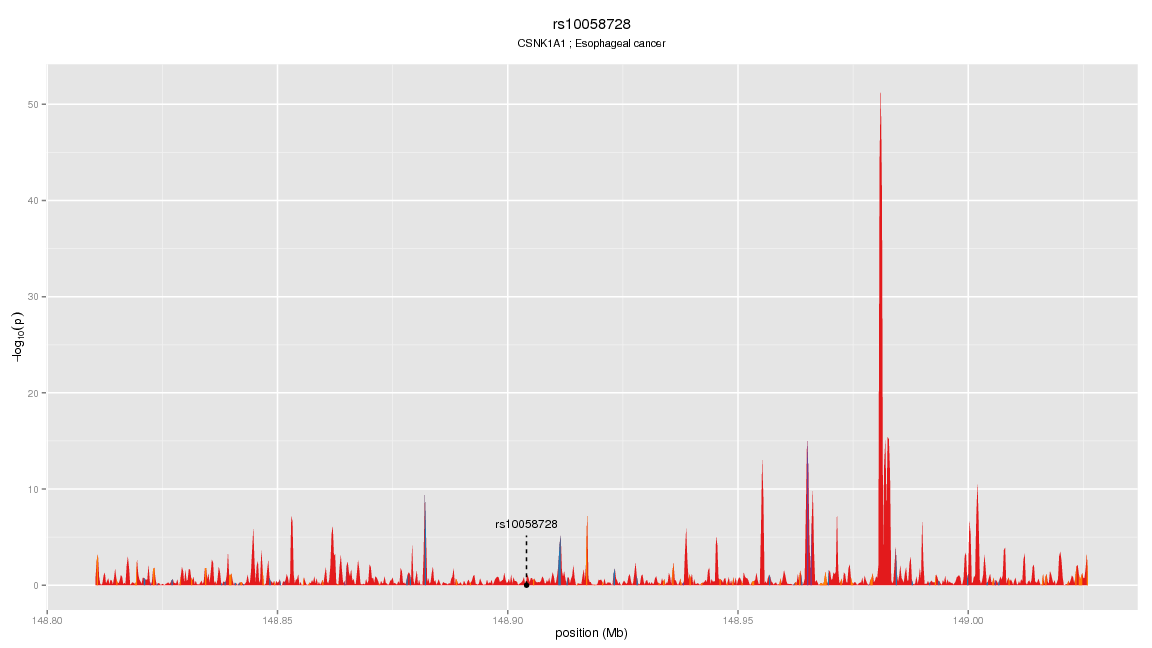 rs10058728
CSNK1A1 ; Esophageal cancer
50
40
30
20
10
0
−log10(p)
rs10058728
148.80
148.85
148.90
148.95
149.00
position (Mb)